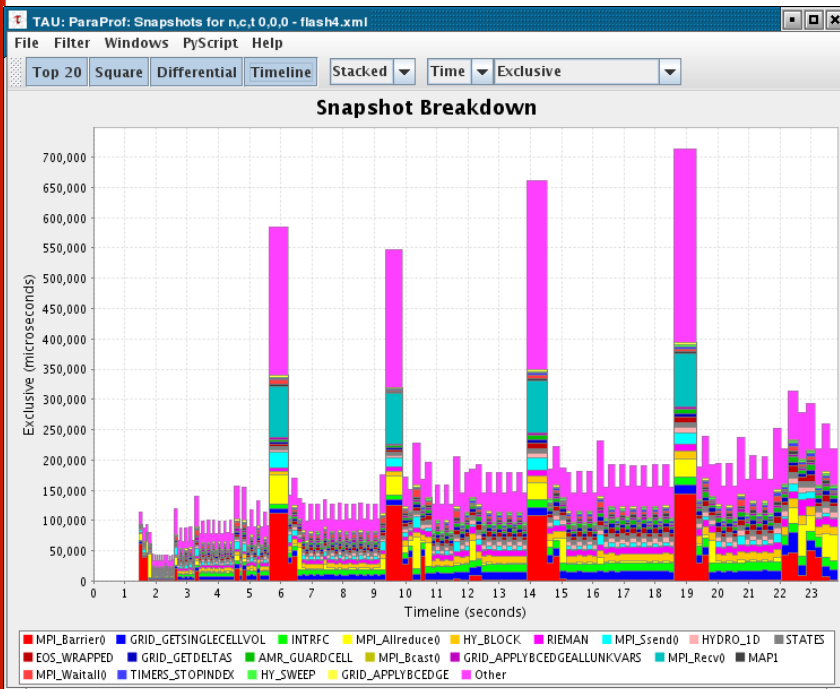 TAU: ParaProf: Snapshots for n,c,t 0,0,0 - flash4.xml
File Filter Windows PyScript Help
Top 20 Square Differential Timeline Stacked Time Exclusive
Snapshot Breakdown
700,000
650,000
600,000
550,000
500,000
450,000
400,000
350,000
300,000
250,000
200,000
150,000
100,000
50,000
0
Exclusive (microseconds)
0 1 2 3 4 5 6 7 8 9 10 11 12 13 14 15 16 17 18 19 20 21 22 23
Timeline (seconds)
MPI_Barrier() GRID_GETSINGLECELLVOL INTRFC MPI_Allreduce() HY_BLOCK RIEMAN MPI_Ssend() HYDRO_1D STATES
EOS_WRAPPED GRID_GETDELTAS AMR_GUARDCELL MPI_Bcast() GRID_APPLYBCEDGEALLUNKVARS MPI_Recv() MAP1
MPI_Waitall() TIMERS_STOPINDEX HY_SWEEP GRID_APPLYBCEDGE Other